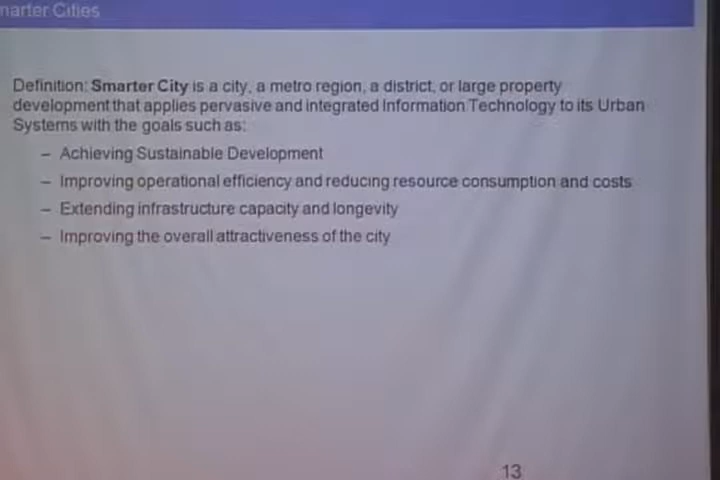 narter Cities
Definition: Smarter City is a city, a metro region, a district, or large property
development that applies pervasive and integrated Information Technology to its Urban
Systems with the goals such as:
– Achieving Sustainable Development
– Improving operational efficiency and reducing resource consumption and costs
– Extending infrastructure capacity and longevity
– Improving the overall attractiveness of the city
13